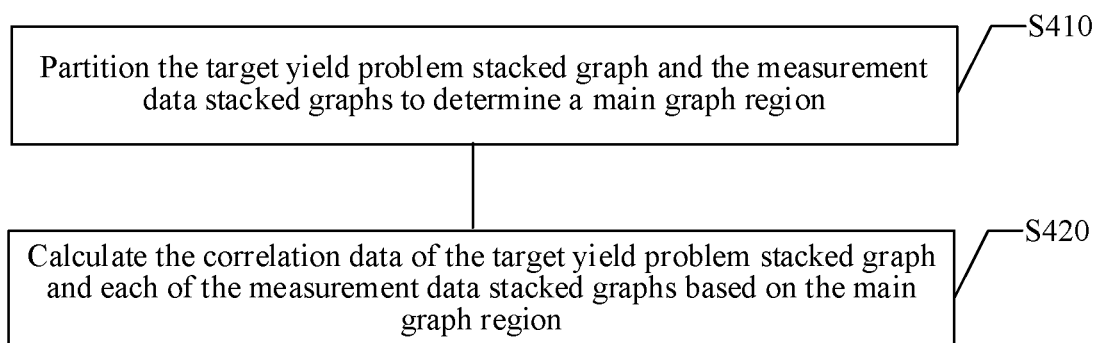 S410
Partition the target yield problem stacked graph and the measurement
data stacked graphs to determine a main graph region
S420
Calculate the correlation data of the target yield problem stacked graph
and each of the measurement data stacked graphs based on the main
graph region